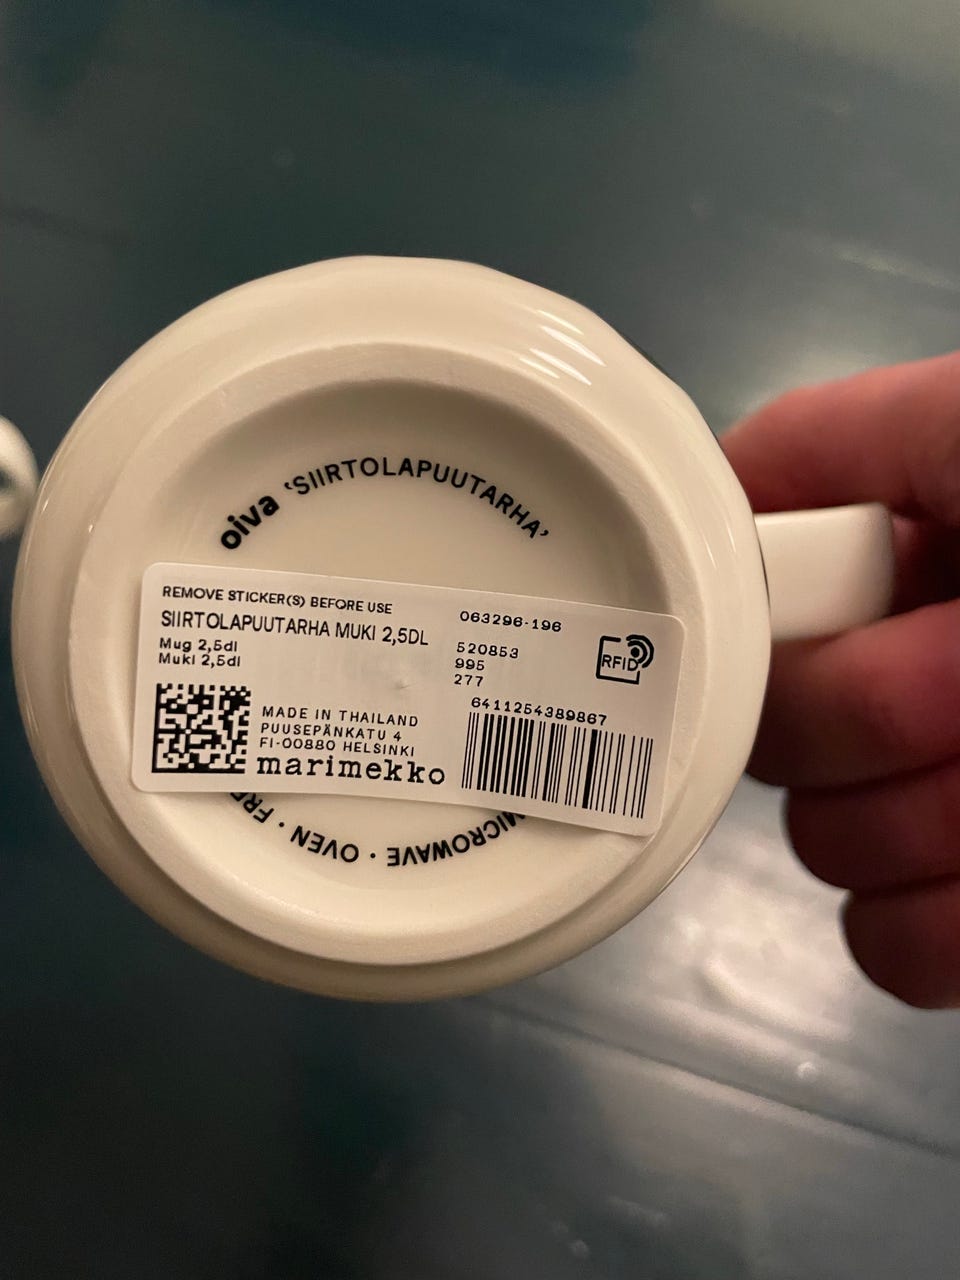 oiva 'SIIRTOLAPUUTARHA'
REMOVE STICKER(S) BEFORE USE
SIIRTOLAPUUTARHA MUKI 2,5DL
Mug 2,5dl
Muki 2,5dl
063296-196
520853
995
277
RFID
6411254389867
MADE IN THAILAND
PUUSEPÄNKATU 4
FI-00880 HELSINKI
marimekko
MICROWAVE · OVEN ·